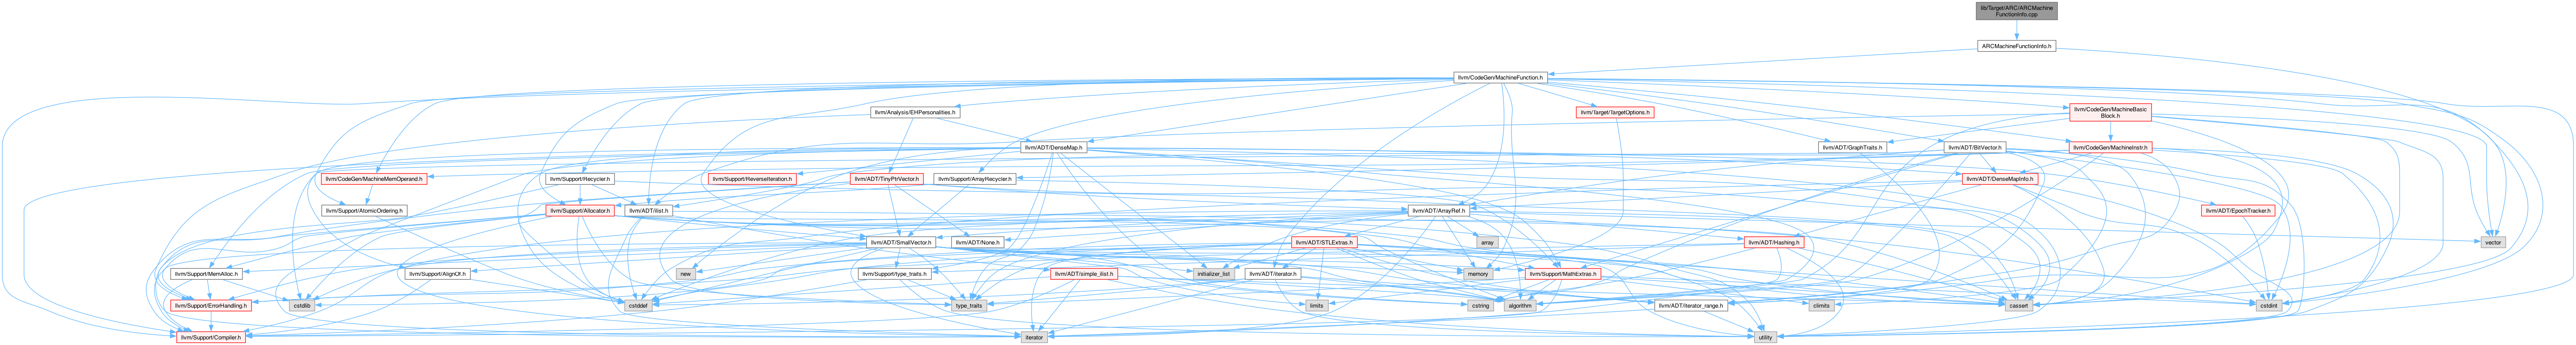 lib/Target/ARC/ARCMachine
FunctionInfo.cpp
ARCMachineFunctionInfo.h
llvm/CodeGen/MachineFunction.h
llvm/Analysis/EHPersonalities.h
llvm/Target/TargetOptions.h
llvm/CodeGen/MachineBasic
Block.h
llvm/ADT/DenseMap.h
llvm/ADT/GraphTraits.h
llvm/ADT/BitVector.h
llvm/CodeGen/MachineInstr.h
llvm/CodeGen/MachineMemOperand.h
llvm/Support/Recycler.h
llvm/Support/ReverseIteration.h
llvm/ADT/TinyPtrVector.h
llvm/Support/ArrayRecycler.h
llvm/ADT/DenseMapInfo.h
llvm/Support/AtomicOrdering.h
llvm/Support/Allocator.h
llvm/ADT/ilist.h
llvm/ADT/ArrayRef.h
llvm/ADT/EpochTracker.h
llvm/ADT/SmallVector.h
llvm/ADT/None.h
llvm/ADT/STLExtras.h
array
llvm/ADT/Hashing.h
vector
llvm/Support/MemAlloc.h
llvm/Support/AlignOf.h
new
llvm/Support/type_traits.h
llvm/ADT/simple_ilist.h
initializer_list
llvm/ADT/iterator.h
memory
llvm/Support/MathExtras.h
llvm/Support/ErrorHandling.h
cstdlib
cstddef
type_traits
limits
cstring
algorithm
llvm/ADT/iterator_range.h
climits
cassert
cstdint
llvm/Support/Compiler.h
iterator
utility